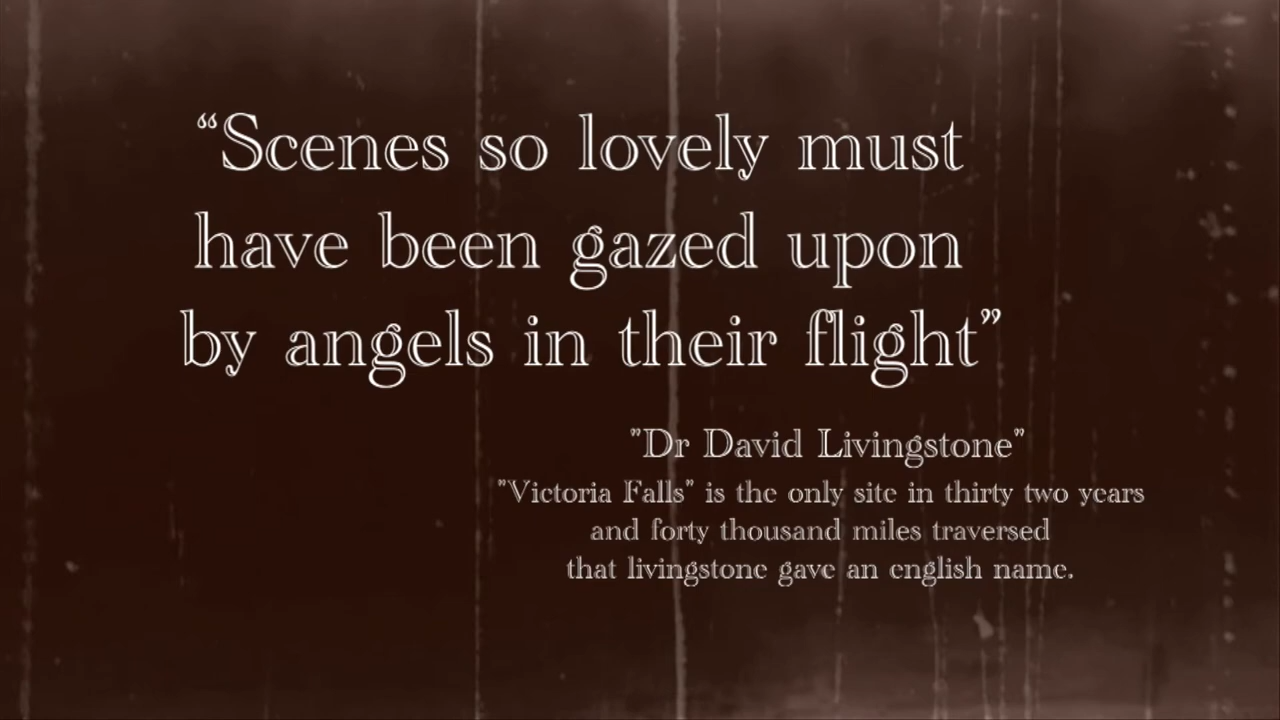 “Scenes so lovely must
have been gazed upon
by angels in their flight”
"Dr David Livingstone"
"Victoria Falls" is the only site in thirty two years
and forty thousand miles traversed
that livingstone gave an english name.